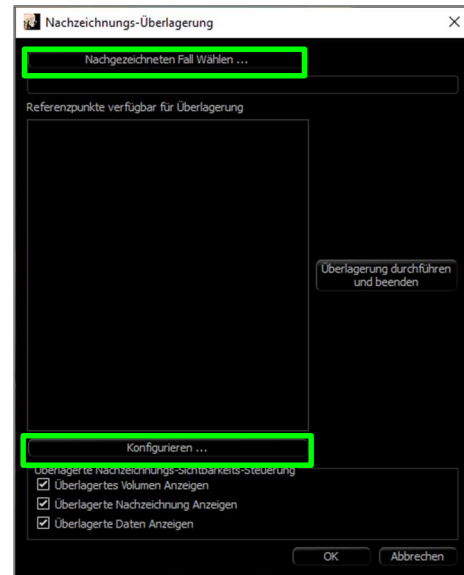 Nachzeichnungs-Überlagerung
Nachgezeichneten Fall Wählen ...
Referenzpunkte verfügbar für Überlagerung
Überlagerung durchführen
und beenden
Konfigurieren ...
Überlagerte Nachzeichnungs-Sichtbarkeits-Steuerung
Überlagertes Volumen Anzeigen
Überlagerte Nachzeichnung Anzeigen
Überlagerte Daten Anzeigen
OK
Abbrechen